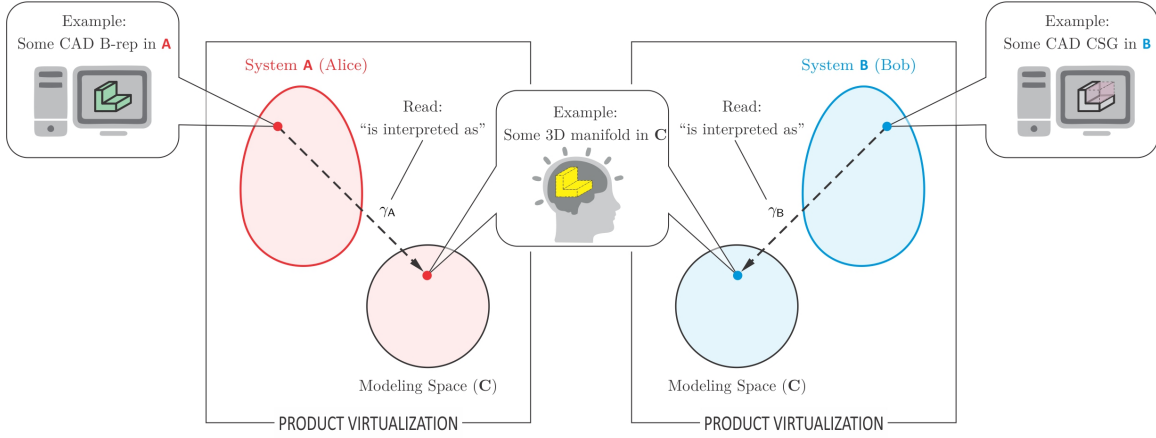 Example:
Some CAD B-rep in A
System A (Alice)
Read:
"is interpreted as"
γA
Modeling Space (C)
PRODUCT VIRTUALIZATION
Example:
Some 3D manifold in C
Read:
"is interpreted as"
System B (Bob)
γB
Modeling Space (C)
PRODUCT VIRTUALIZATION
Example:
Some CAD CSG in B